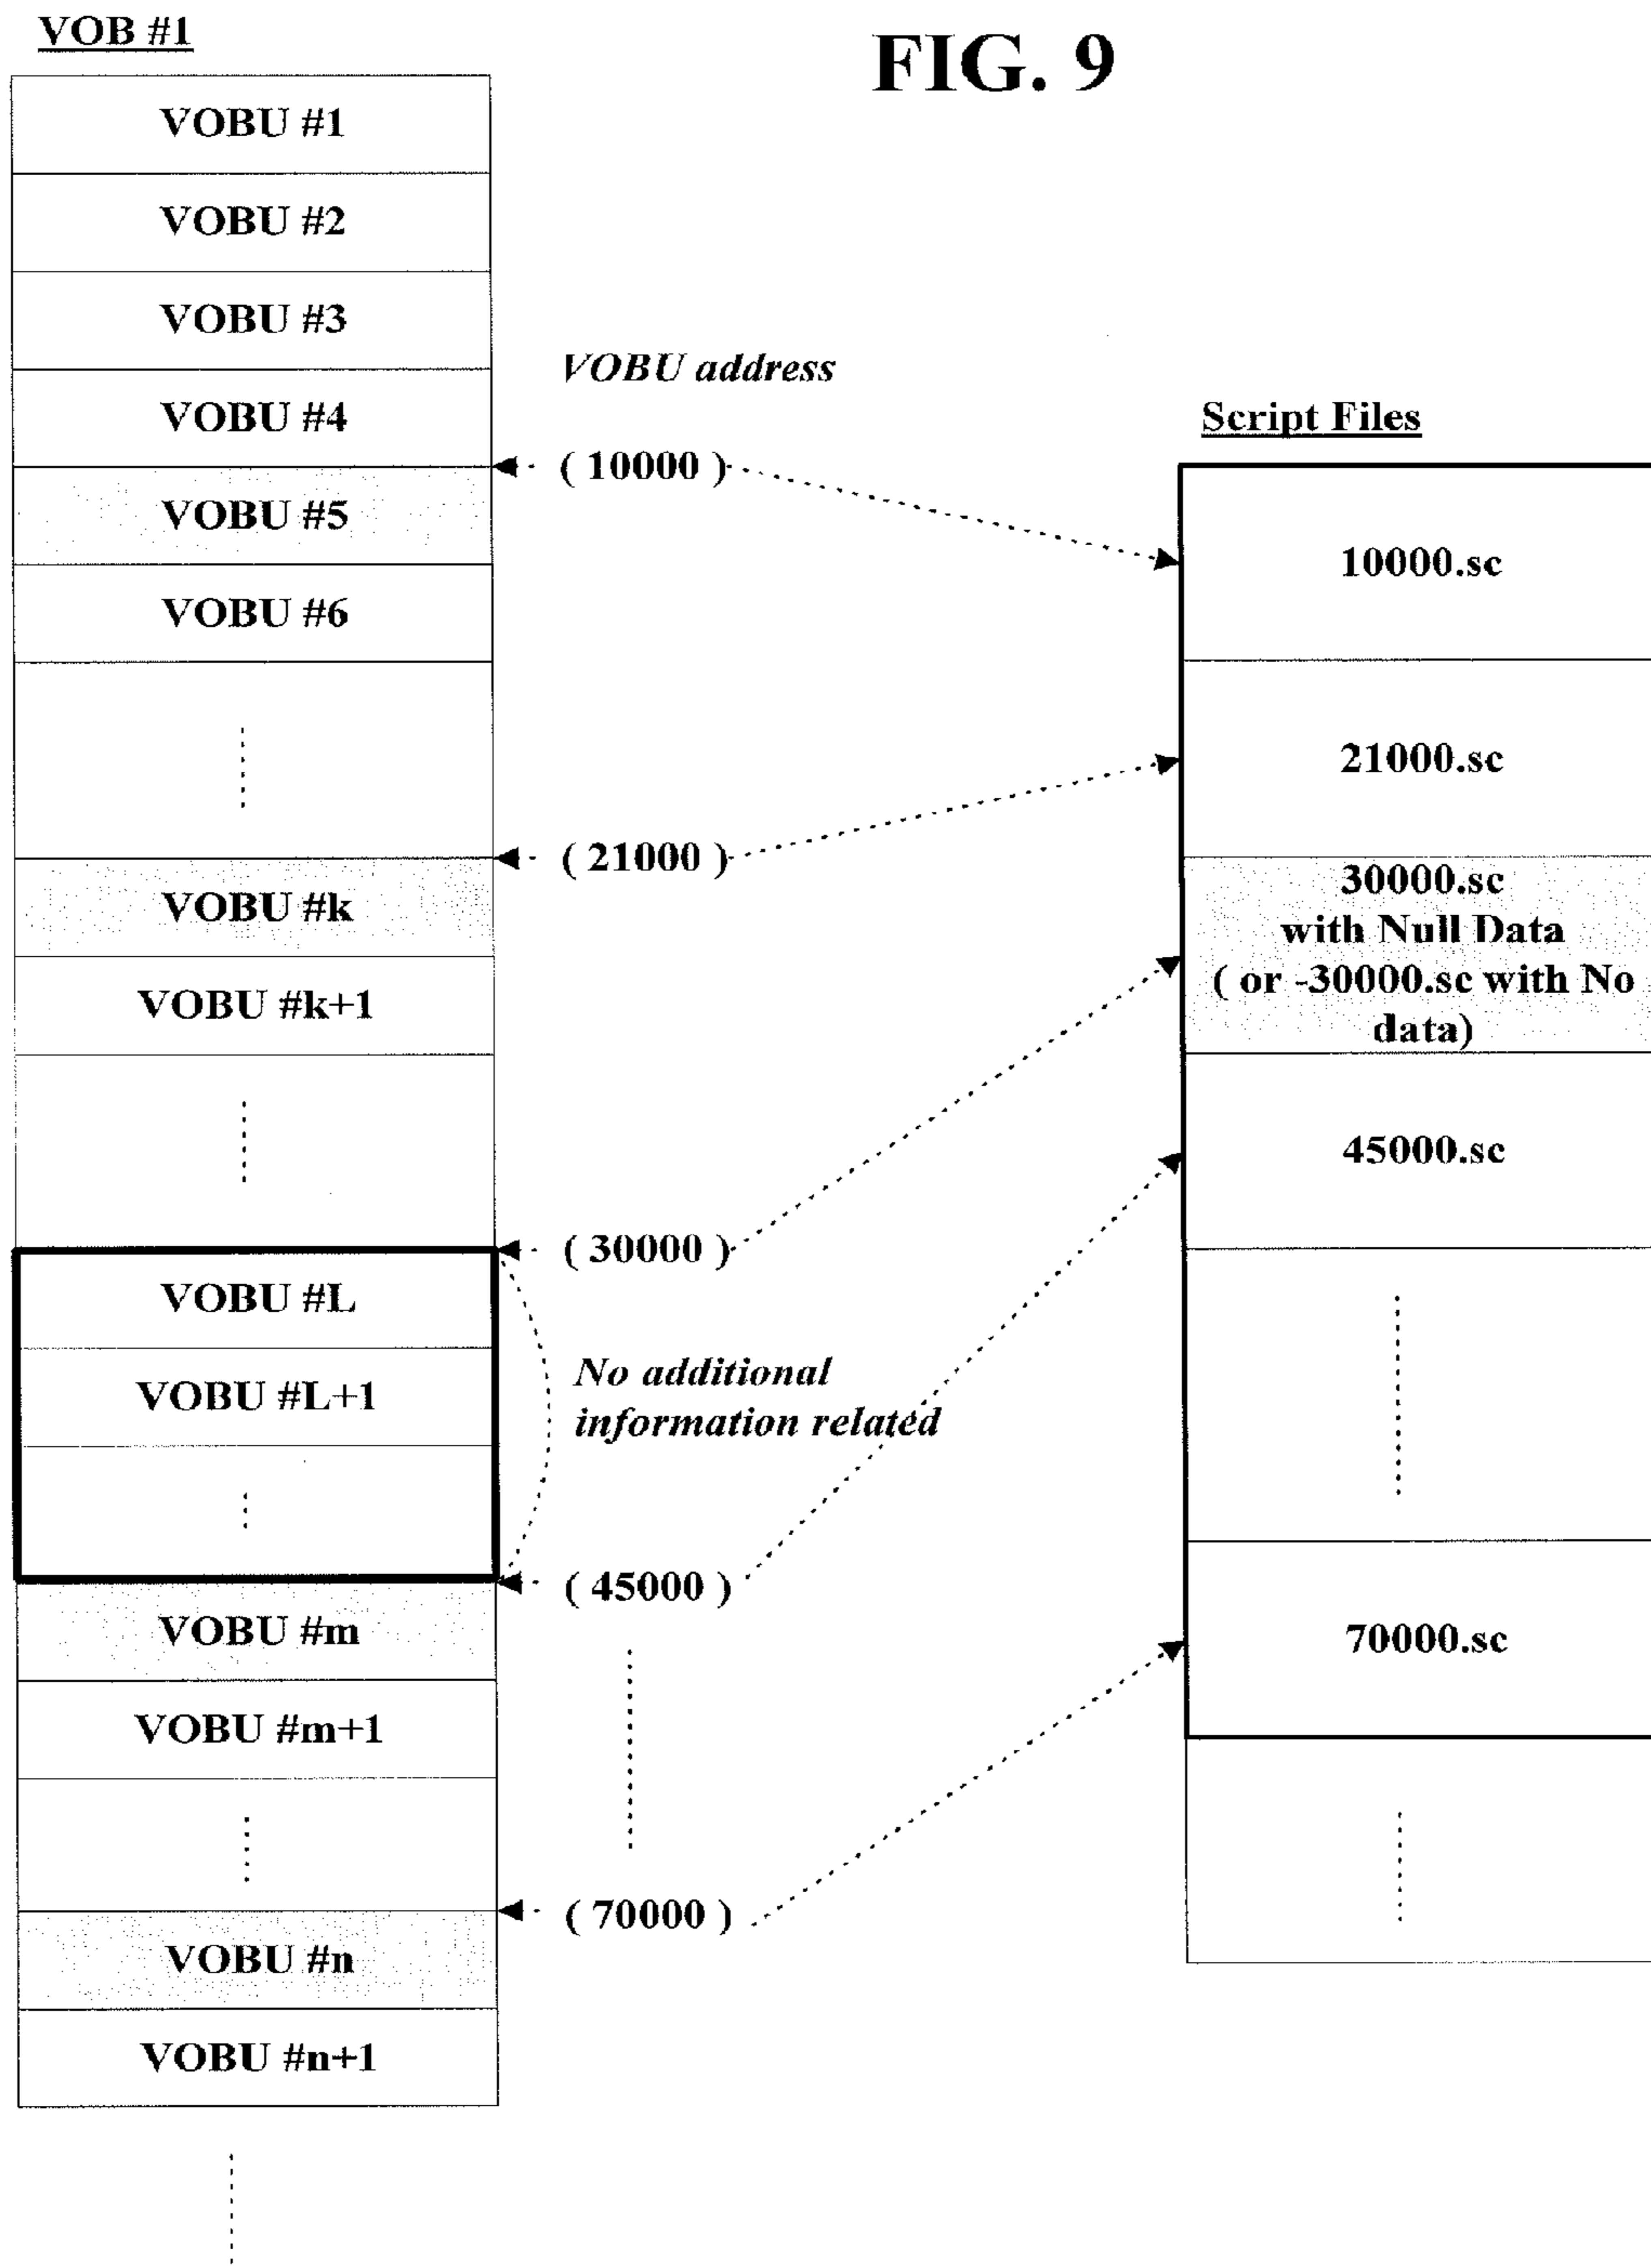 VOB #1
FIG. 9
VOBU #1
VOBU #2
VOBU #3
VOBU #4
VOBU #5
VOBU #6
VOBU #k
VOBU #k+1
VOBU #L
VOBU #L+1
VOBU #m
VOBU #m+1
VOBU #n
VOBU #n+1
VOBU address
( 10000 )
( 21000 )
( 30000 )
No additional
information related
( 45000 )
( 70000 )
Script Files
10000.sc
21000.sc
30000.sc
with Null Data
( or -30000.sc with No
data)
45000.sc
70000.sc